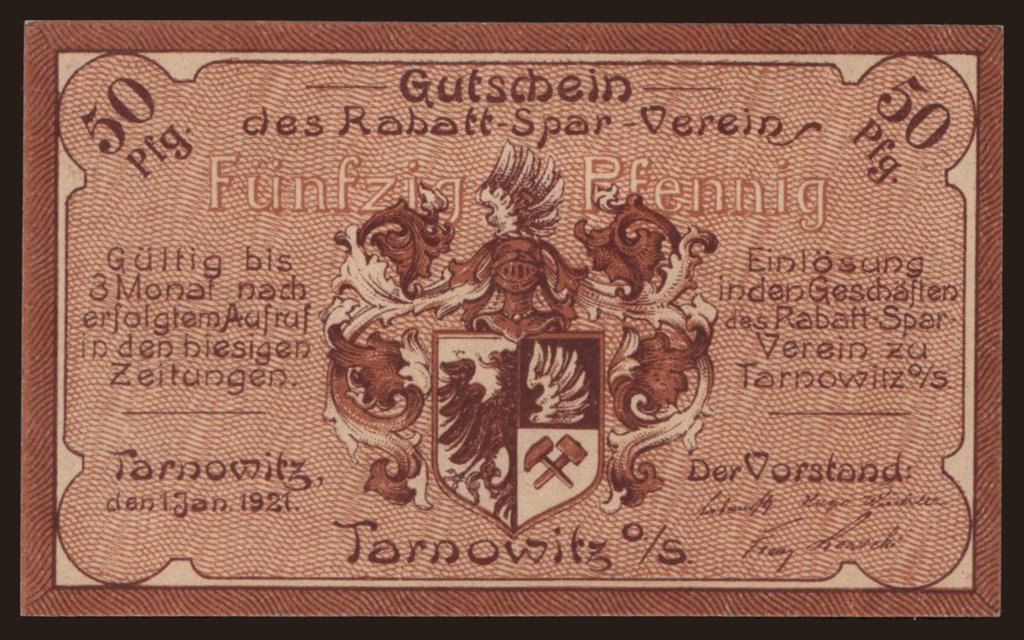 50 Pfg.
50 Pfg.
Gutschein
des Rabatt-Spar-Vereins
Fünfzig Pfennig
Gültig bis
3 Monat nach
erfolgtem Aufruf
in den hiesigen
Zeitungen.
Einlösung
in den Geschäften
des Rabatt-Spar
Verein zu
Tarnowitz o/s
Tarnowitz,
den 1. Jan. 1921.
Der Vorstand:
Tarnowitz o/s.